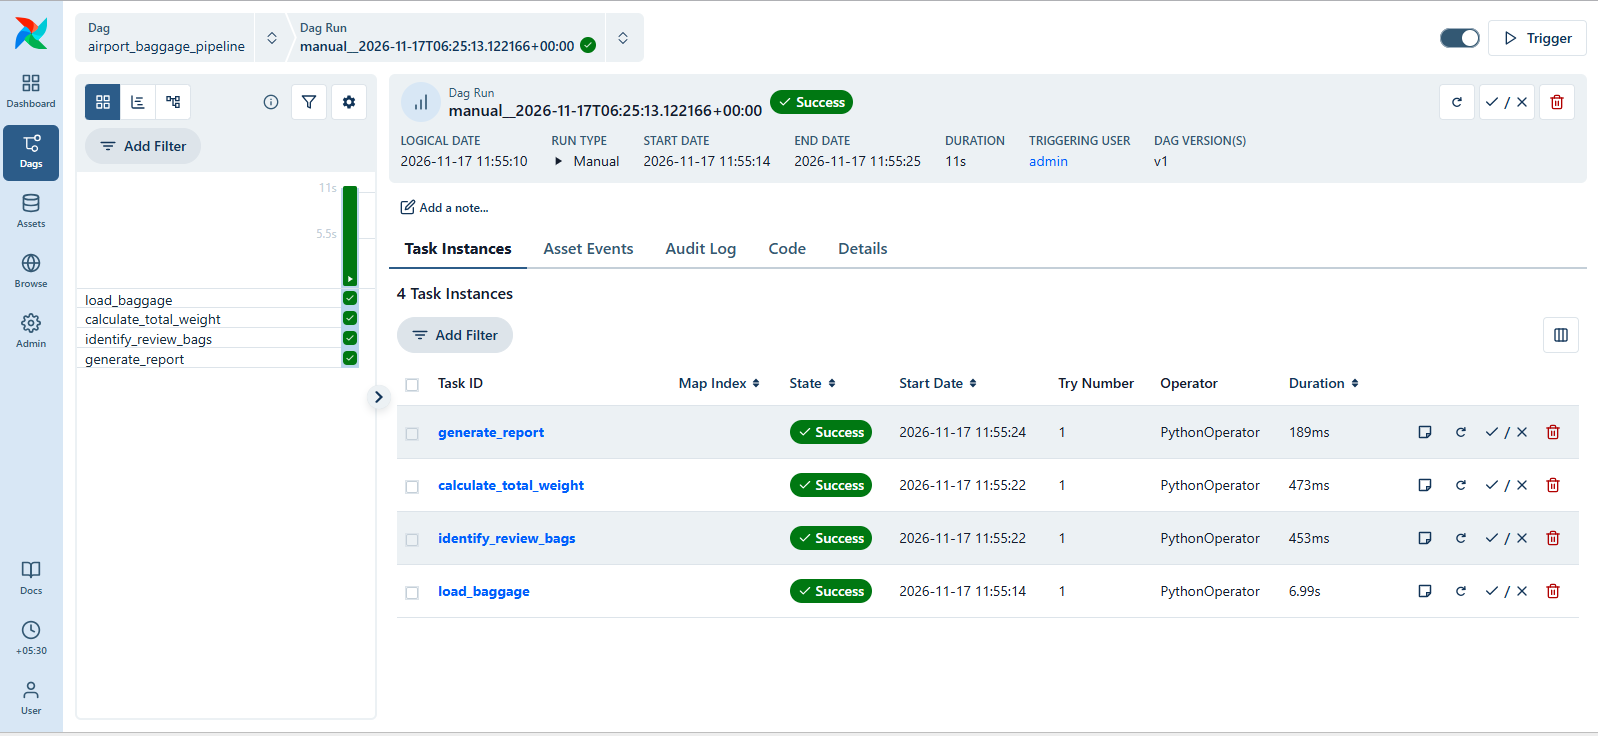 Dag
airport_baggage_pipeline
Dag Run
manual__2026-11-17T06:25:13.122166+00:00
Trigger
Dashboard
Dags
Assets
Browse
Admin
Docs
+05:30
User
Add Filter
11s
5.5s
load_baggage
calculate_total_weight
identify_review_bags
generate_report
Dag Run
manual__2026-11-17T06:25:13.122166+00:00 Success
/
LOGICAL DATE RUN TYPE START DATE END DATE DURATION TRIGGERING USER DAG VERSION(S)
2026-11-17 11:55:10 Manual 2026-11-17 11:55:14 2026-11-17 11:55:25 11s admin v1
Add a note...
Task Instances Asset Events Audit Log Code Details
4 Task Instances
Add Filter
Task ID Map Index State Start Date Try Number Operator Duration
generate_report Success 2026-11-17 11:55:24 1 PythonOperator 189ms /
calculate_total_weight Success 2026-11-17 11:55:22 1 PythonOperator 473ms /
identify_review_bags Success 2026-11-17 11:55:22 1 PythonOperator 453ms /
load_baggage Success 2026-11-17 11:55:14 1 PythonOperator 6.99s /